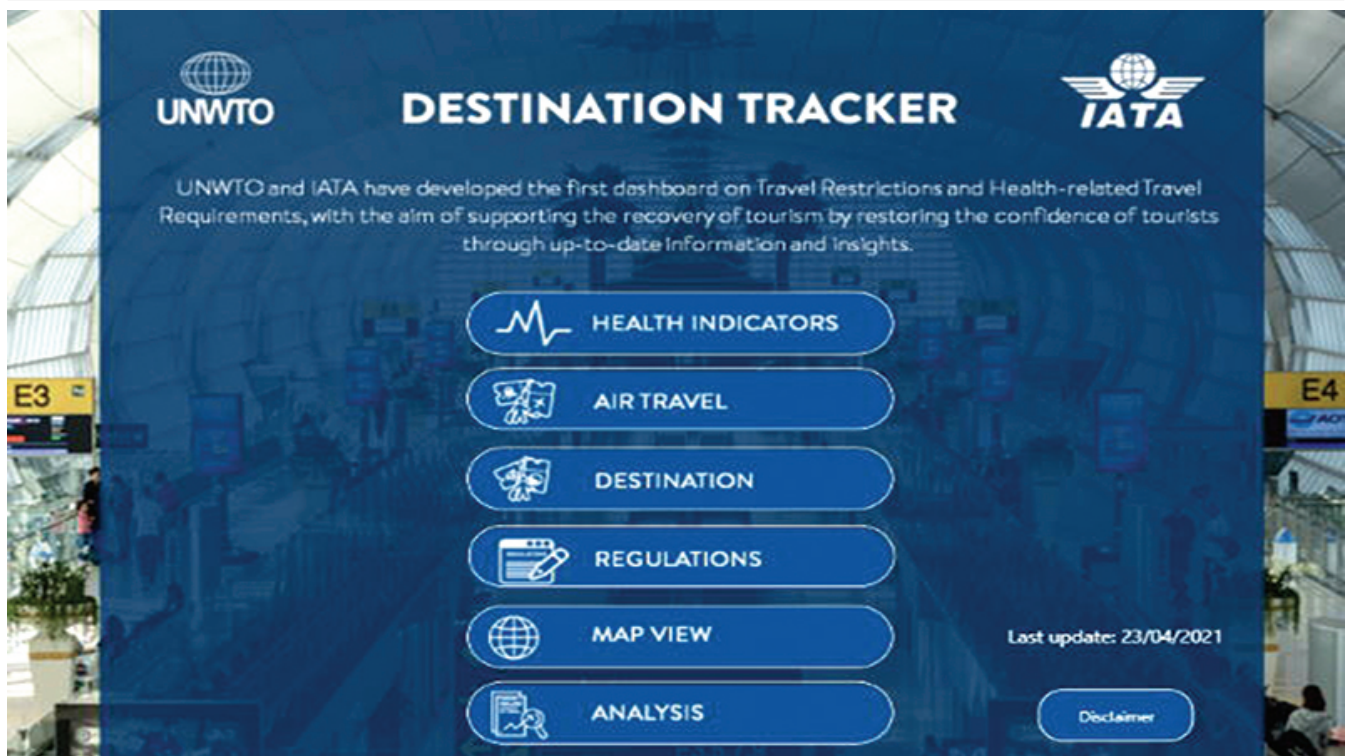 UNWTO
DESTINATION TRACKER
IATA
UNWTO and IATA have developed the first dashboard on Travel Restrictions and Health-related Travel
Requirements, with the aim of supporting the recovery of tourism by restoring the confidence of tourists
through up-to-date information and insights.
HEALTH INDICATORS
AIR TRAVEL
E3
E4
DESTINATION
REGULATIONS
MAP VIEW
Last update: 23/04/2021
ANALYSIS
Disclaimer